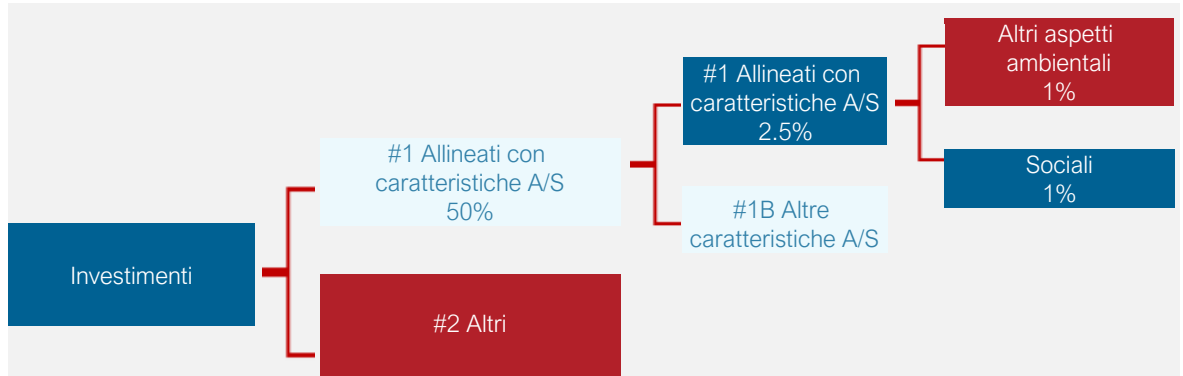 Investimenti
#1 Allineati con
caratteristiche A/S
50%
#2 Altri
#1 Allineati con
caratteristiche A/S
2.5%
#1B Altre
caratteristiche A/S
Altri aspetti
ambientali
1%
Sociali
1%